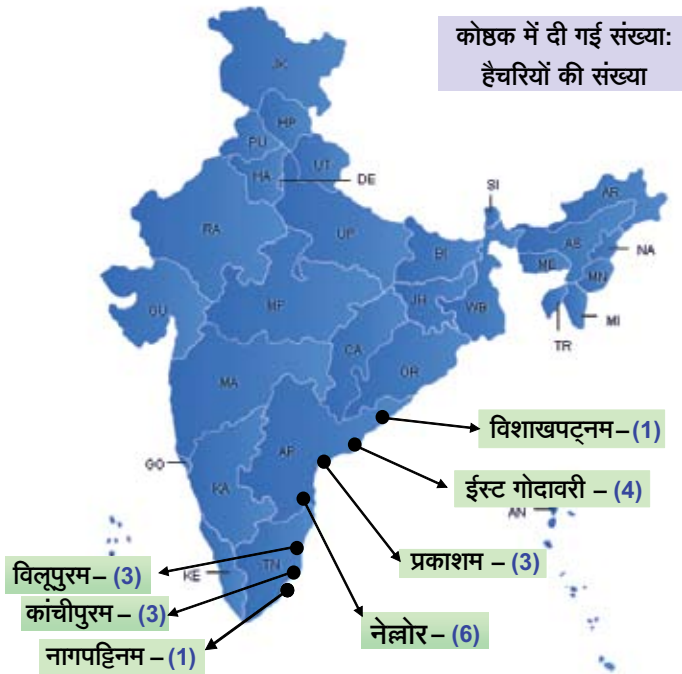 कोष्ठक में दी गई संख्या:
हैचरियों की संख्या
JK
HP
PU
UT
HA
DE
SI
AR
RA
UP
BI
AS
NA
ME
MN
GU
MP
JH
WB
MI
TR
CA
OR
MA
विशाखपट्नम–(1)
AP
GO
ईस्ट गोदावरी – (4)
KA
AN
प्रकाशम – (3)
विलूपुरम– (3)
KE
TN
कांचीपुरम – (3)
नेल्लोर– (6)
नागपट्टिनम – (1)